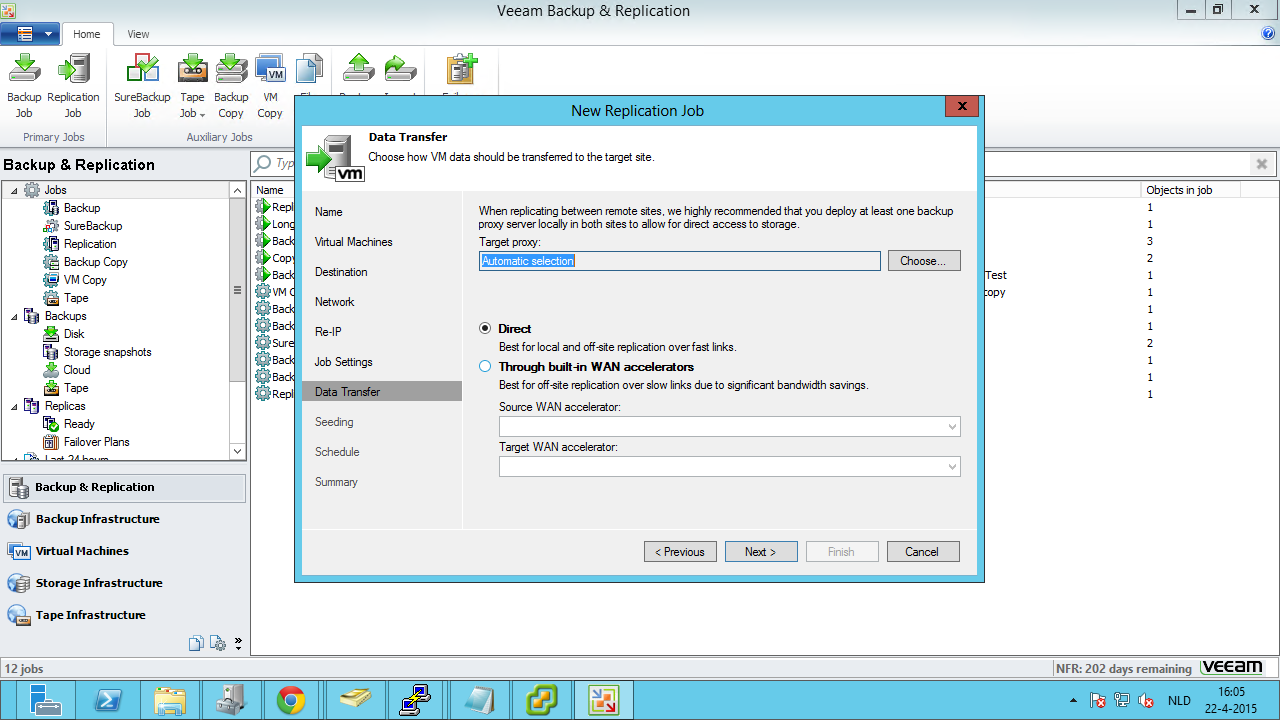 Veeam Backup & Replication
Home
View
Backup Job
Replication Job
SureBackup Job
Tape Job
Backup Copy
VM Copy
Primary Jobs
Auxiliary Jobs
Backup & Replication
Jobs
Backup
SureBackup
Replication
Backup Copy
VM Copy
Tape
Backups
Disk
Storage snapshots
Cloud
Tape
Replicas
Ready
Failover Plans
Last 24 hours
Backup & Replication
Backup Infrastructure
Virtual Machines
Storage Infrastructure
Tape Infrastructure
Name
Objects in job
Repl 1
Long 1
Back 3
Copy 2
Back Test 1
VM C copy 1
Back 1
Back 1
Sure 2
Back 1
Back 1
Repl 1
New Replication Job
vm
Data Transfer
Choose how VM data should be transferred to the target site.
Name
Virtual Machines
Destination
Network
Re-IP
Job Settings
Data Transfer
Seeding
Schedule
Summary
When replicating between remote sites, we highly recommended that you deploy at least one backup
proxy server locally in both sites to allow for direct access to storage.
Target proxy:
Automatic selection
Choose...
Direct
Best for local and off-site replication over fast links.
Through built-in WAN accelerators
Best for off-site replication over slow links due to significant bandwidth savings.
Source WAN accelerator:
Target WAN accelerator:
< Previous
Next >
Finish
Cancel
12 jobs
NFR: 202 days remaining
veeam
NLD
16:05
22-4-2015